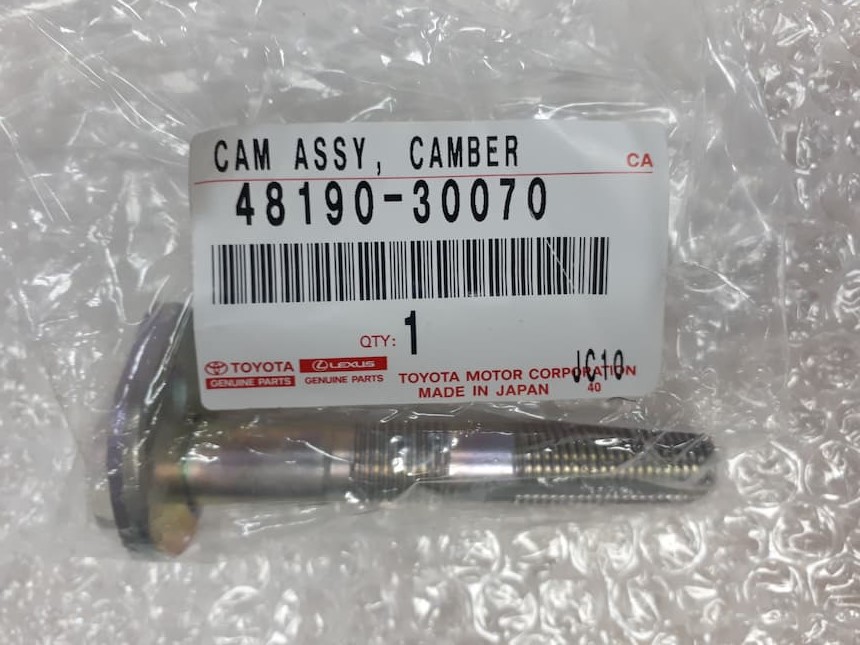 CAM ASSY, CAMBER CA
48190-30070
QTY: 1
TOYOTA LEXUS
GENUINE PARTS GENUINE PARTS
TOYOTA MOTOR CORPORATION JC10
MADE IN JAPAN 40